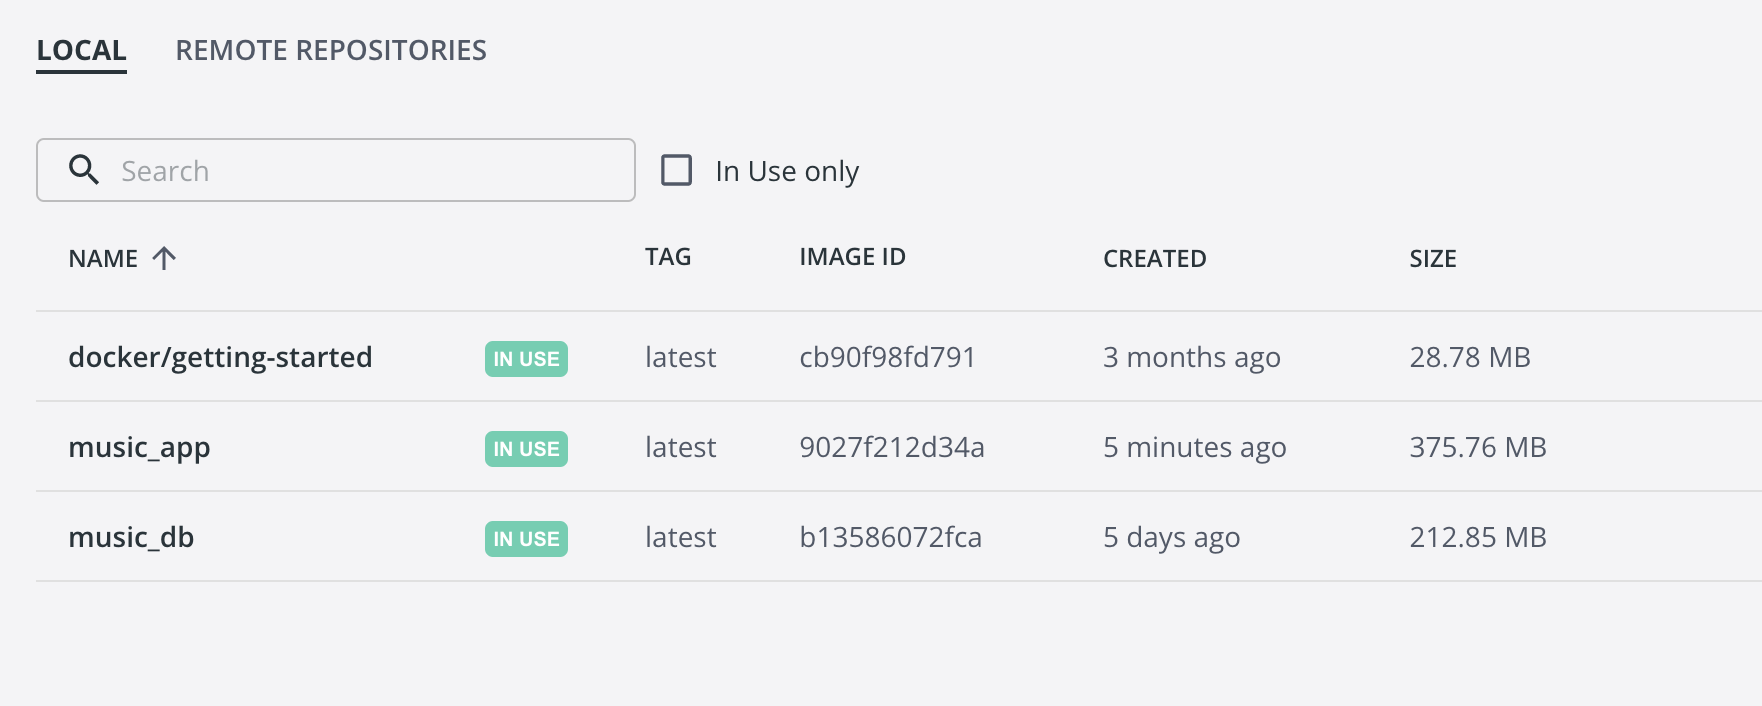 LOCAL REMOTE REPOSITORIES
Search In Use only
NAME TAG IMAGE ID CREATED SIZE
docker/getting-started IN USE latest cb90f98fd791 3 months ago 28.78 MB
music_app IN USE latest 9027f212d34a 5 minutes ago 375.76 MB
music_db IN USE latest b13586072fca 5 days ago 212.85 MB